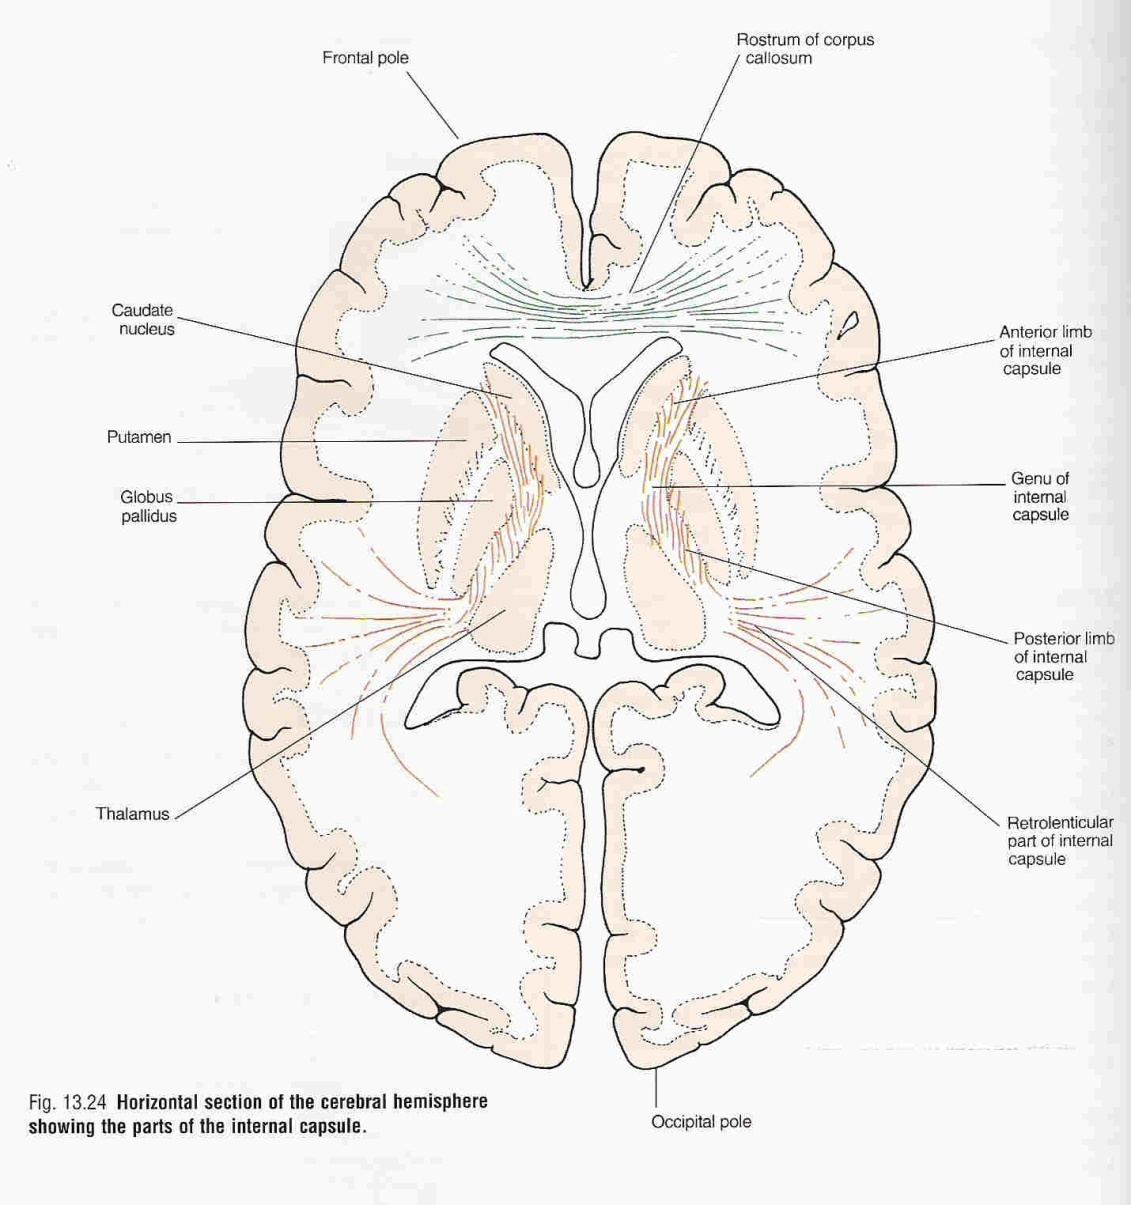 Rostrum of corpus
callosum
Frontal pole
Caudate
nucleus
Anterior limb
of internal
capsule
Putamen
Globus
pallidus
Genu of
internal
capsule
Posterior limb
of internal
capsule
Thalamus
Retrolenticular
part of internal
capsule
Occipital pole
Fig. 13.24 Horizontal section of the cerebral hemisphere
showing the parts of the internal capsule.